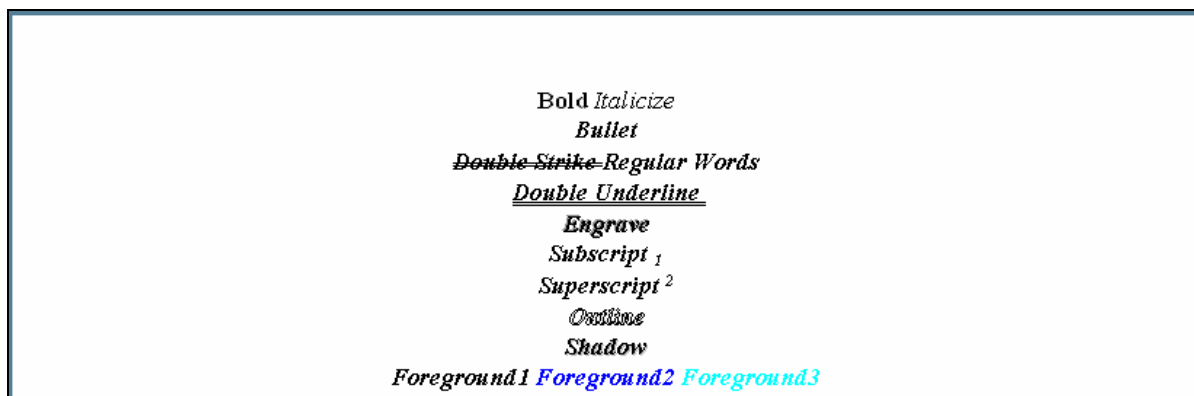 Bold Italicize
Bullet
Double Strike Regular Words
Double Underline
Engrave
Subscript 1
Superscript 2
Outline
Shadow
Foreground1 Foreground2 Foreground3